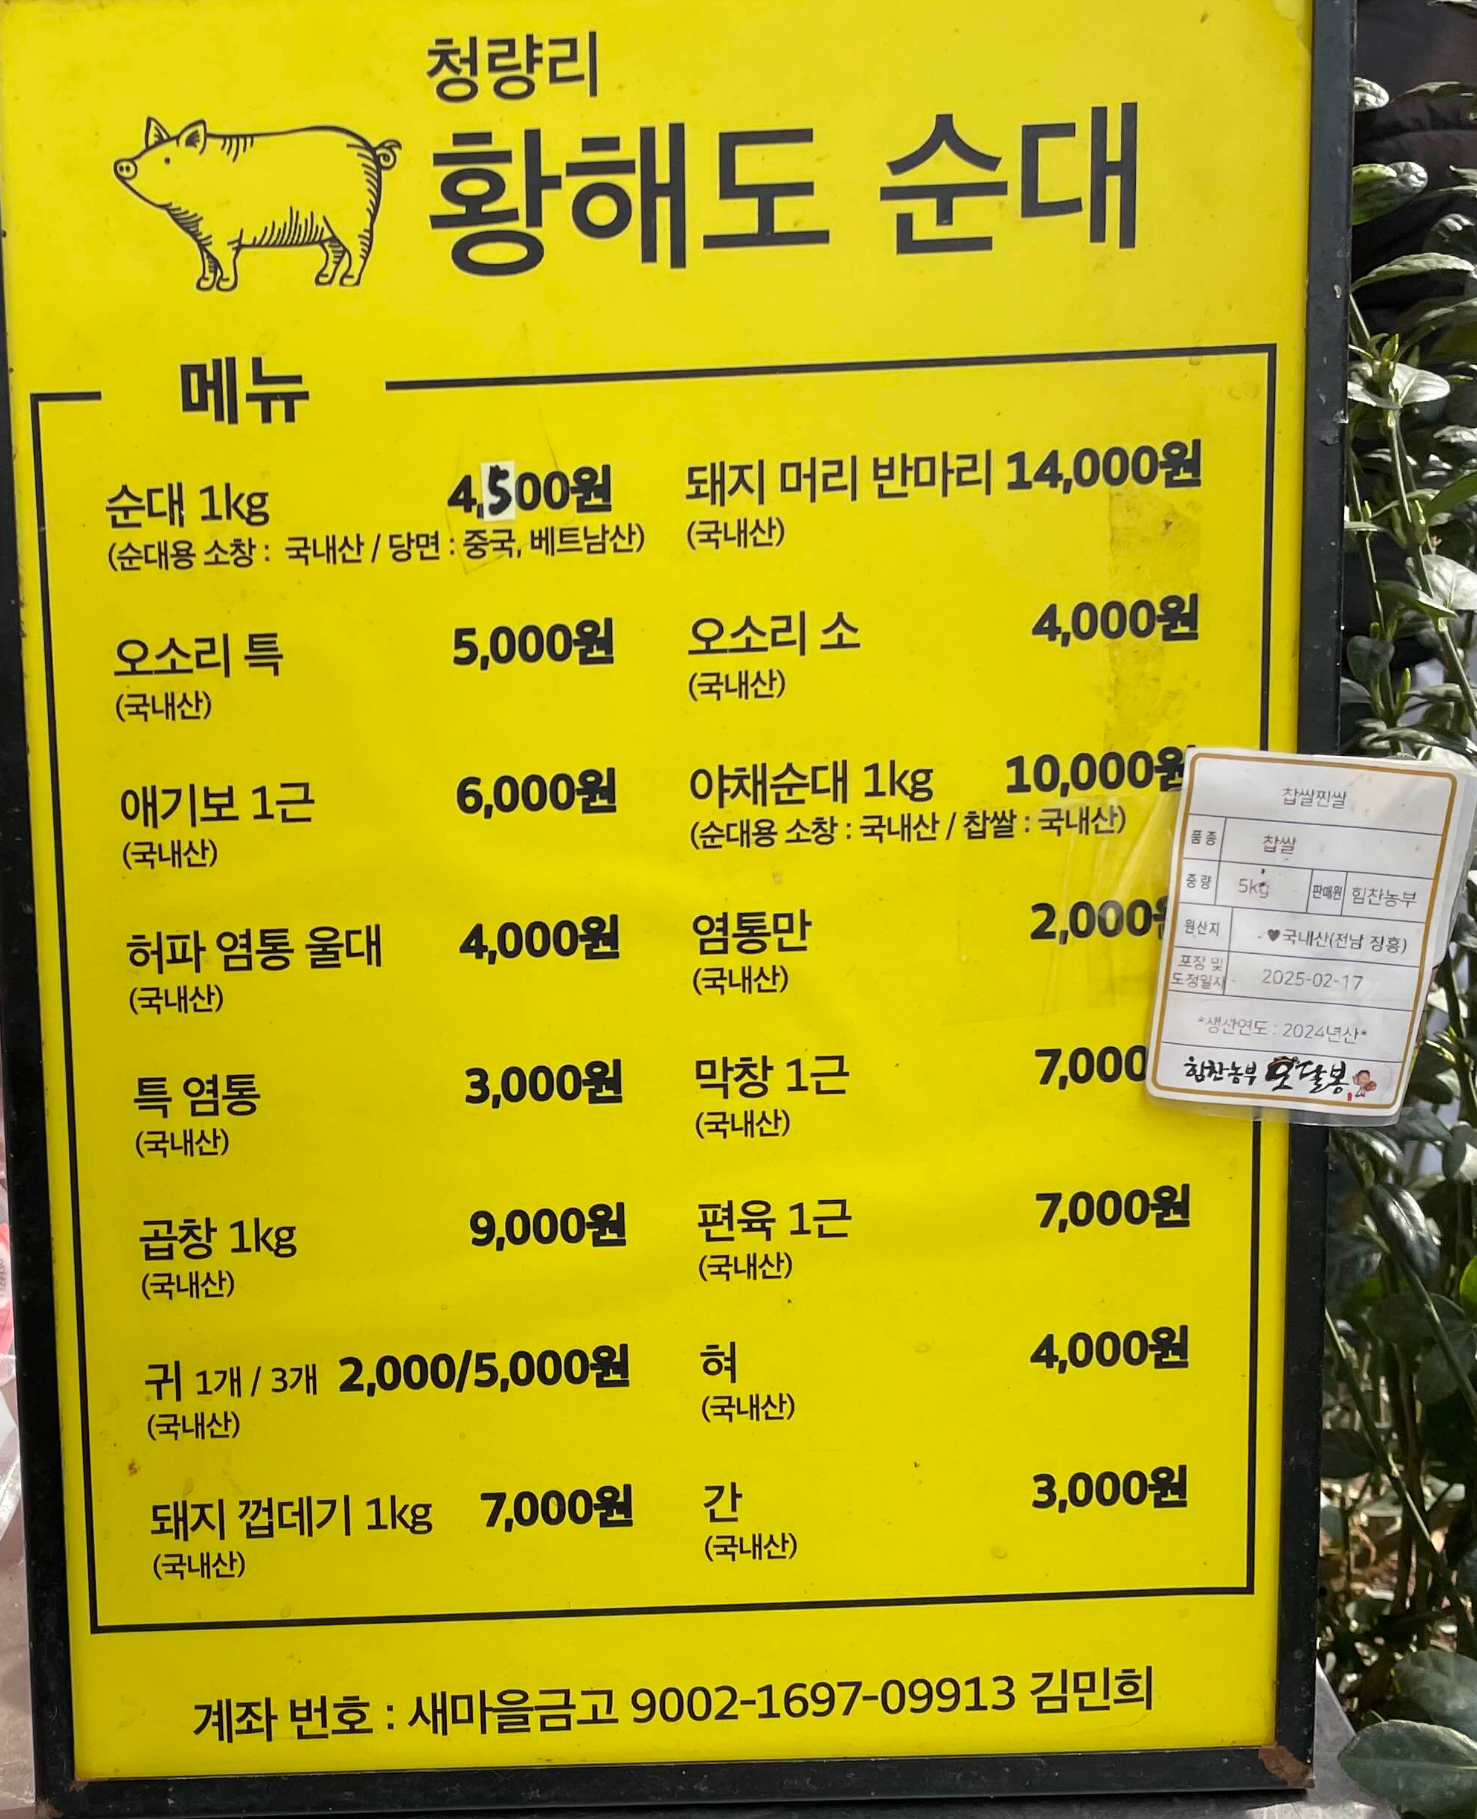 청량리
황해도 순대
메뉴
순대 1kg 4,500원
(순대용 소창 : 국내산 / 당면 : 중국, 베트남산)
오소리 특 5,000원
(국내산)
애기보 1근 6,000원
(국내산)
허파 염통 울대 4,000원
(국내산)
특 염통 3,000원
(국내산)
곱창 1kg 9,000원
(국내산)
귀 1개 / 3개 2,000/5,000원
(국내산)
돼지 껍데기 1kg 7,000원
(국내산)
돼지 머리 반마리 14,000원
(국내산)
오소리 소 4,000원
(국내산)
야채순대 1kg 10,000원
(순대용 소창 : 국내산 / 찹쌀 : 국내산)
염통만 2,000원
(국내산)
막창 1근 7,000
(국내산)
편육 1근 7,000원
(국내산)
혀 4,000원
(국내산)
간 3,000원
(국내산)
계좌 번호 : 새마을금고 9002-1697-09913 김민희
찹쌀찐쌀
품종 찹쌀
중량 5kg 판매원 힘찬농부
원산지 ♥국내산(전남 장흥)
포장 및
도정일자 2025-02-17
*생산연도 : 2024년산*
힘찬농부 오달봉